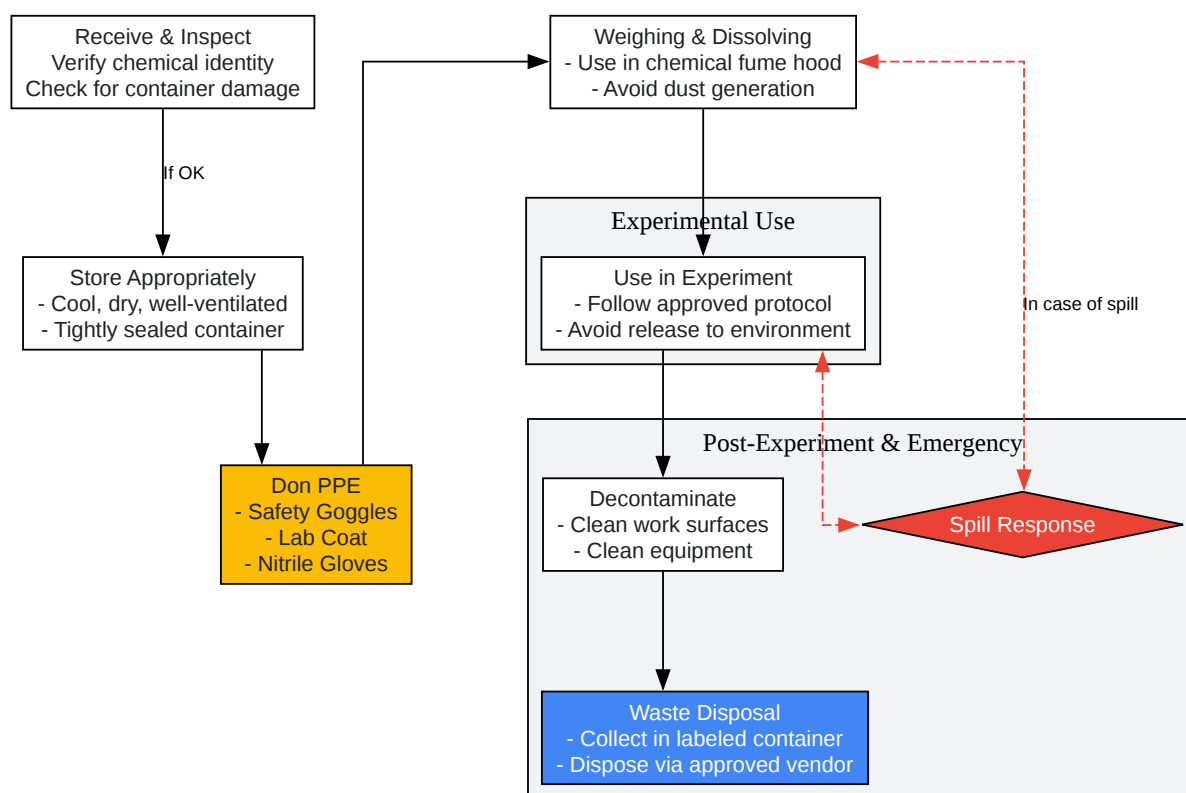 Receive & Inspect
Verify chemical identity
Check for container damage
If OK
Store Appropriately
- Cool, dry, well-ventilated
- Tightly sealed container
Don PPE
- Safety Goggles
- Lab Coat
- Nitrile Gloves
Weighing & Dissolving
- Use in chemical fume hood
- Avoid dust generation
Experimental Use
Use in Experiment
- Follow approved protocol
- Avoid release to environment
In case of spill
Post-Experiment & Emergency
Decontaminate
- Clean work surfaces
- Clean equipment
Spill Response
Waste Disposal
- Collect in labeled container
- Dispose via approved vendor